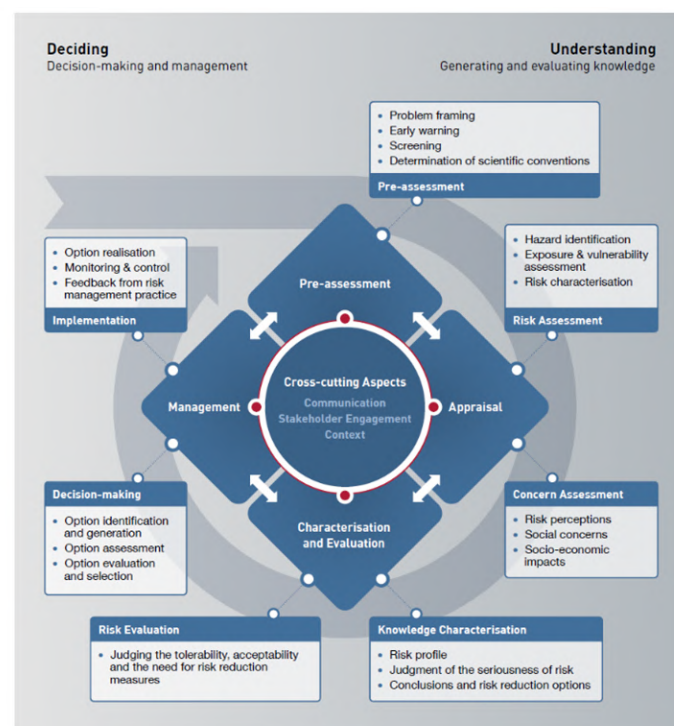 Deciding
Decision-making and management
Understanding
Generating and evaluating knowledge
• Problem framing
• Early warning
• Screening
• Determination of scientific conventions
Pre-assessment
• Option realisation
• Monitoring & control
• Feedback from risk
management practice
Implementation
Pre-assessment
• Hazard identification
• Exposure & vulnerability
assessment
• Risk characterisation
Risk Assessment
Management
Cross-cutting Aspects
Communication
Stakeholder Engagement
Context
Appraisal
Decision-making
• Option identification
and generation
• Option assessment
• Option evaluation
and selection
Characterisation
and Evaluation
Concern Assessment
• Risk perceptions
• Social concerns
• Socio-economic
impacts
Risk Evaluation
• Judging the tolerability, acceptability
and the need for risk reduction
measures
Knowledge Characterisation
• Risk profile
• Judgment of the seriousness of risk
• Conclusions and risk reduction options